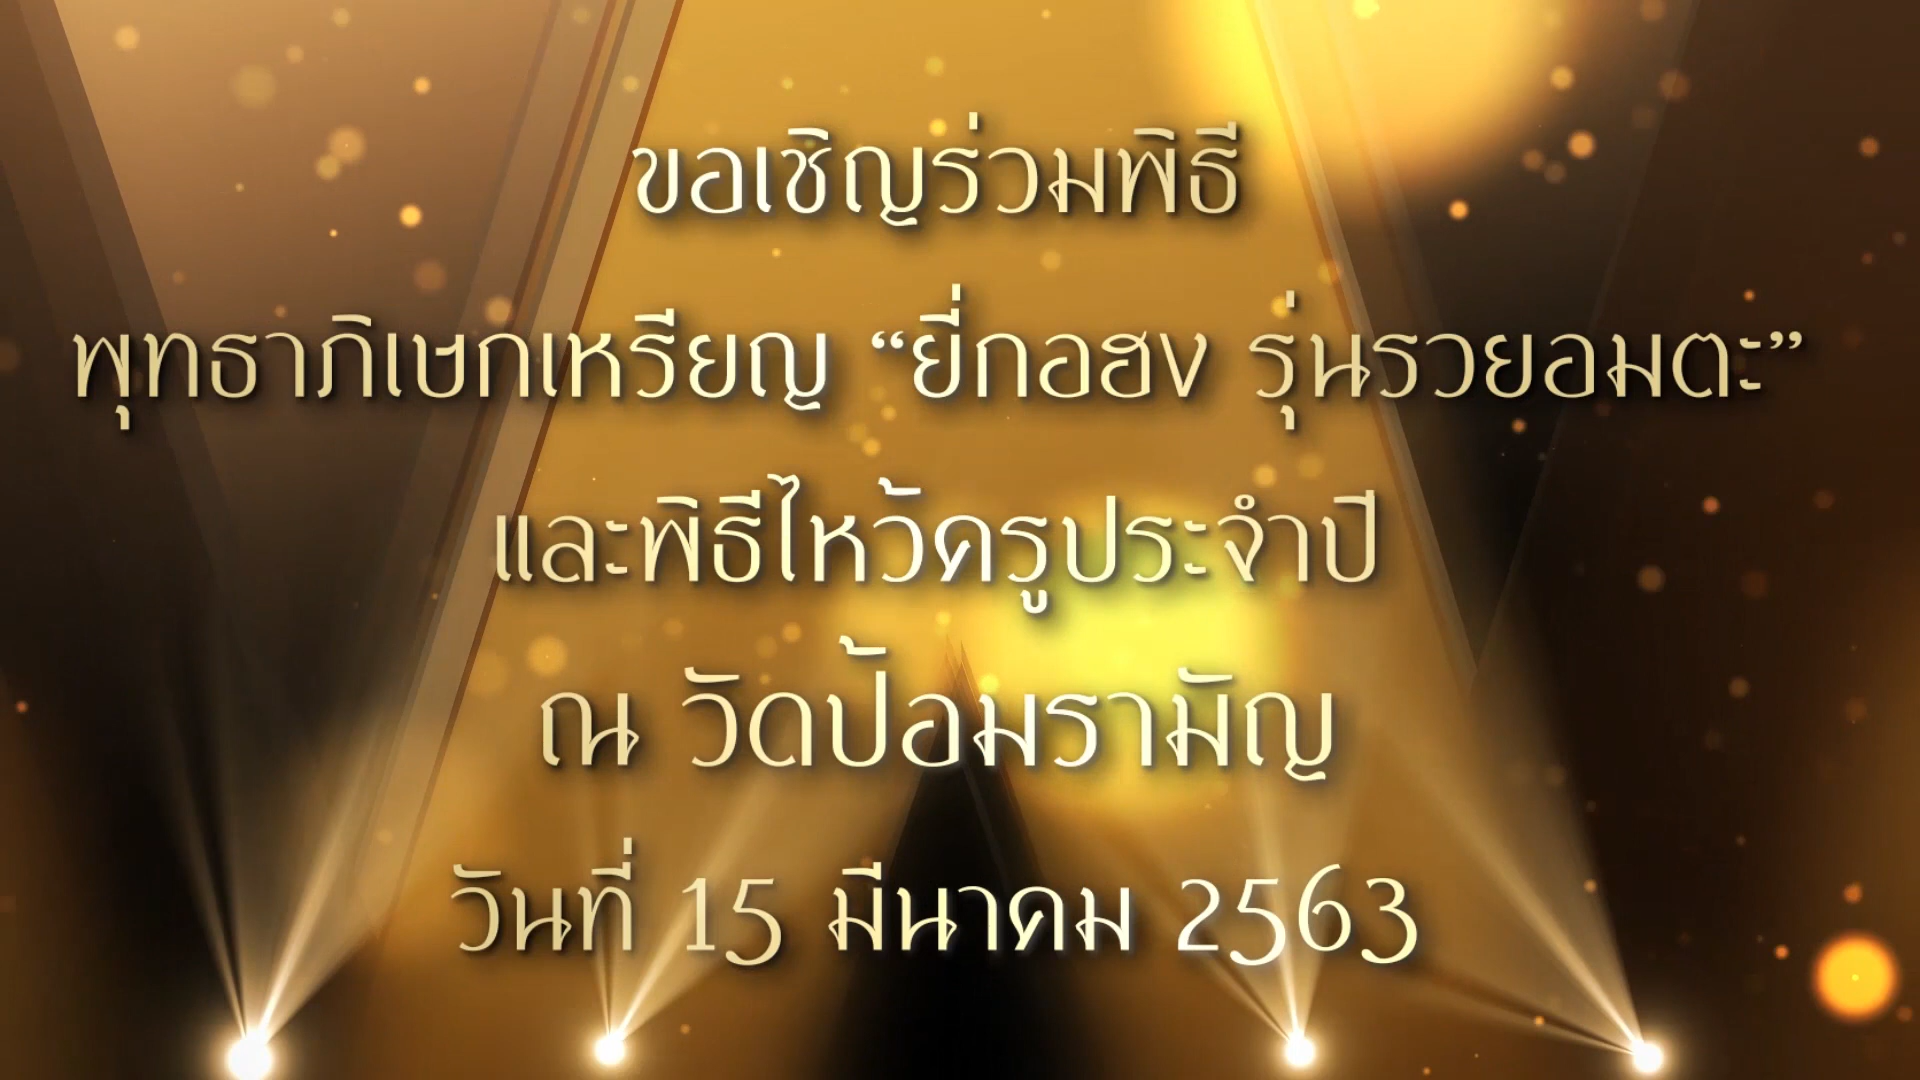 ขอเชิญร่วมพิธี
พุทธาภิเษกเหรียญ “ยี่กอฮง รุ่นรวยอมตะ”
และพิธีไหว้ครูประจำปี
ณ วัดป้อมรามัญ
วันที่ 15 มีนาคม 2563